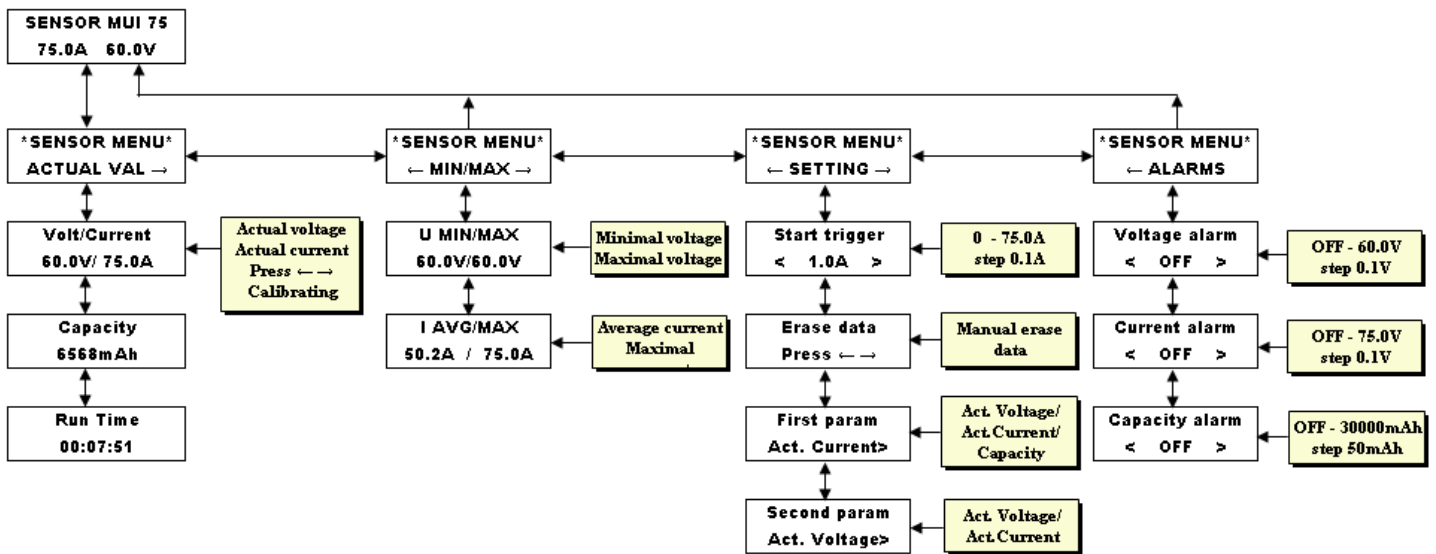 SENSOR MUI 75
75.0A 60.0V
*SENSOR MENU*
ACTUAL VAL →
*SENSOR MENU*
← MIN/MAX →
*SENSOR MENU*
← SETTING →
*SENSOR MENU*
← ALARMS
Volt/Current
60.0V/ 75.0A
Actual voltage
Actual current
Press ← →
Calibrating
U MIN/MAX
60.0V/60.0V
Minimal voltage
Maximal voltage
Start trigger
< 1.0A >
0 - 75.0A
step 0.1A
Voltage alarm
< OFF >
OFF - 60.0V
step 0.1V
Capacity
6568mAh
I AVG/MAX
50.2A / 75.0A
Average current
Maximal
Erase data
Press ← →
Manual erase
data
Current alarm
< OFF >
OFF - 75.0V
step 0.1V
Run Time
00:07:51
First param
Act. Current>
Act. Voltage/
Act.Current/
Capacity
Capacity alarm
< OFF >
OFF - 30000mAh
step 50mAh
Second param
Act. Voltage>
Act. Voltage/
Act.Current